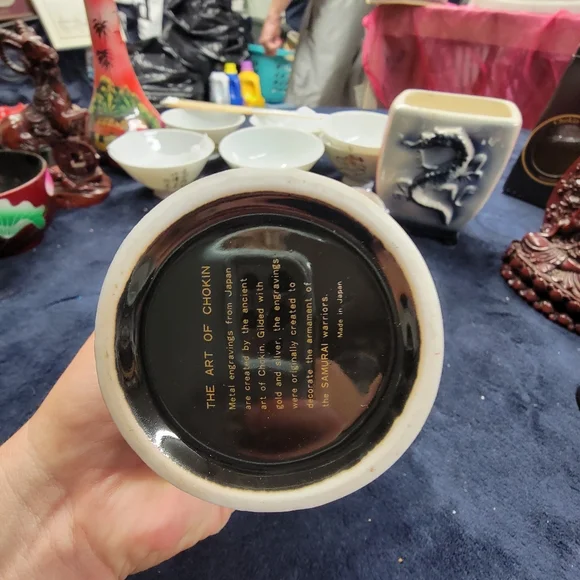 THE ART OF CHOKIN
Metal engravings from Japan
are created by the ancient
art of Chokin. Gilded with
gold and silver, the engravings
were originally created to
decorate the armament of
the SAMURAI warriors.
Made in Japan